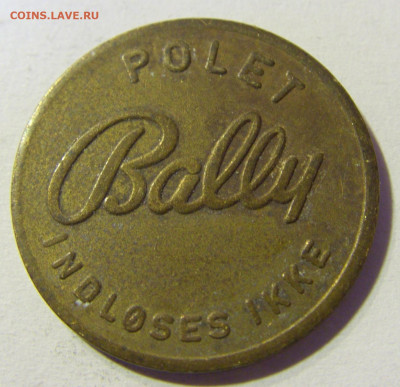 COINS.LAVE.RU
POLET
Bally
INDLØSES IKKE